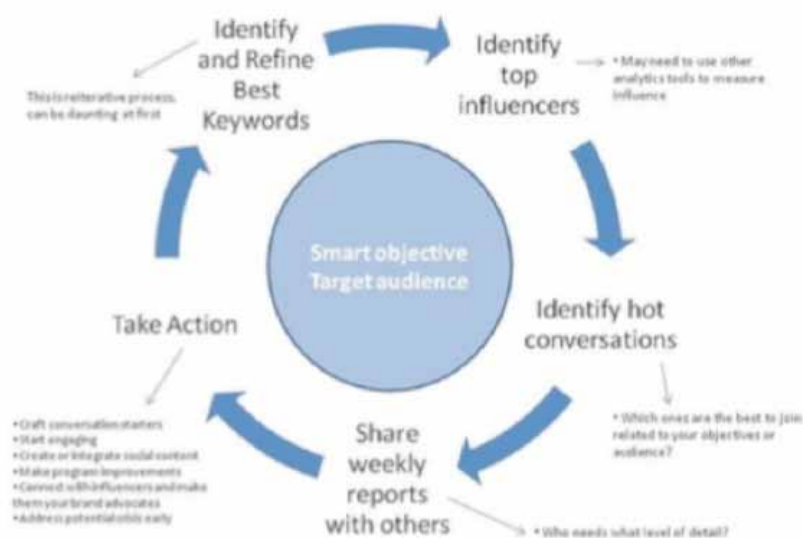 Identify
and Refine
Best
Keywords
This is reiterative process,
can be daunting at first
Identify
top
influencers
• May need to use other
analytics tools to measure
influence
Smart objective
Target audience
Identify hot
conversations
• Which ones are the best to join
related to your objectives or
audience?
Share
weekly
reports
with others
• Who needs what level of detail?
Take Action
• Craft conversation starters
• Start engaging
• Create or integrate social content
• Make program improvements
• Connect with influencers and make
them your brand advocates
• Address potential crisis early